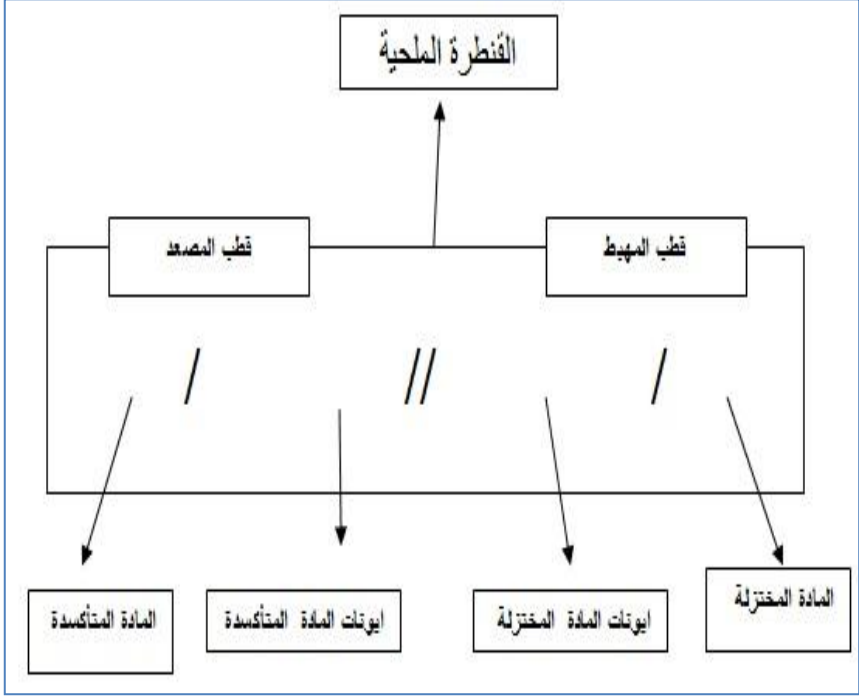 القنطرة الملحية
قطب المهبط
قطب المصعد
/ // /
المادة المختزلة
ايونات المادة المختزلة
ايونات المادة المتأكسدة
المادة المتأكسدة